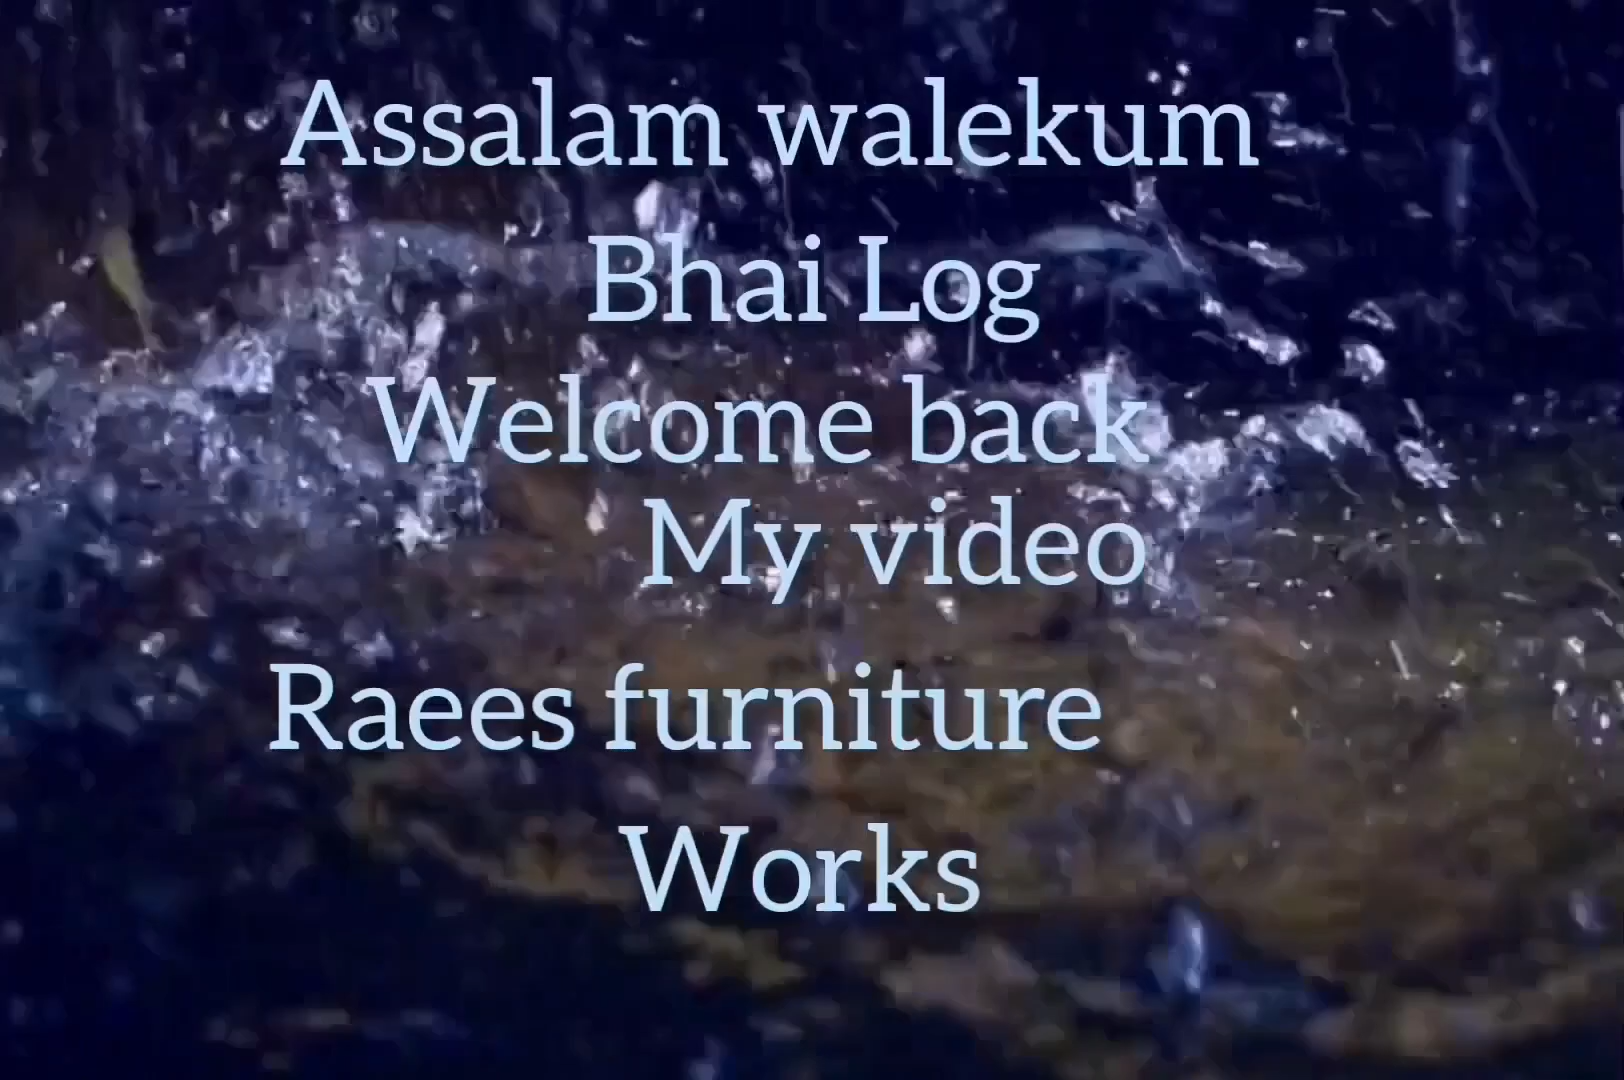 Assalam walekum
Bhai Log
Welcome back
My video
Raees furniture
Works